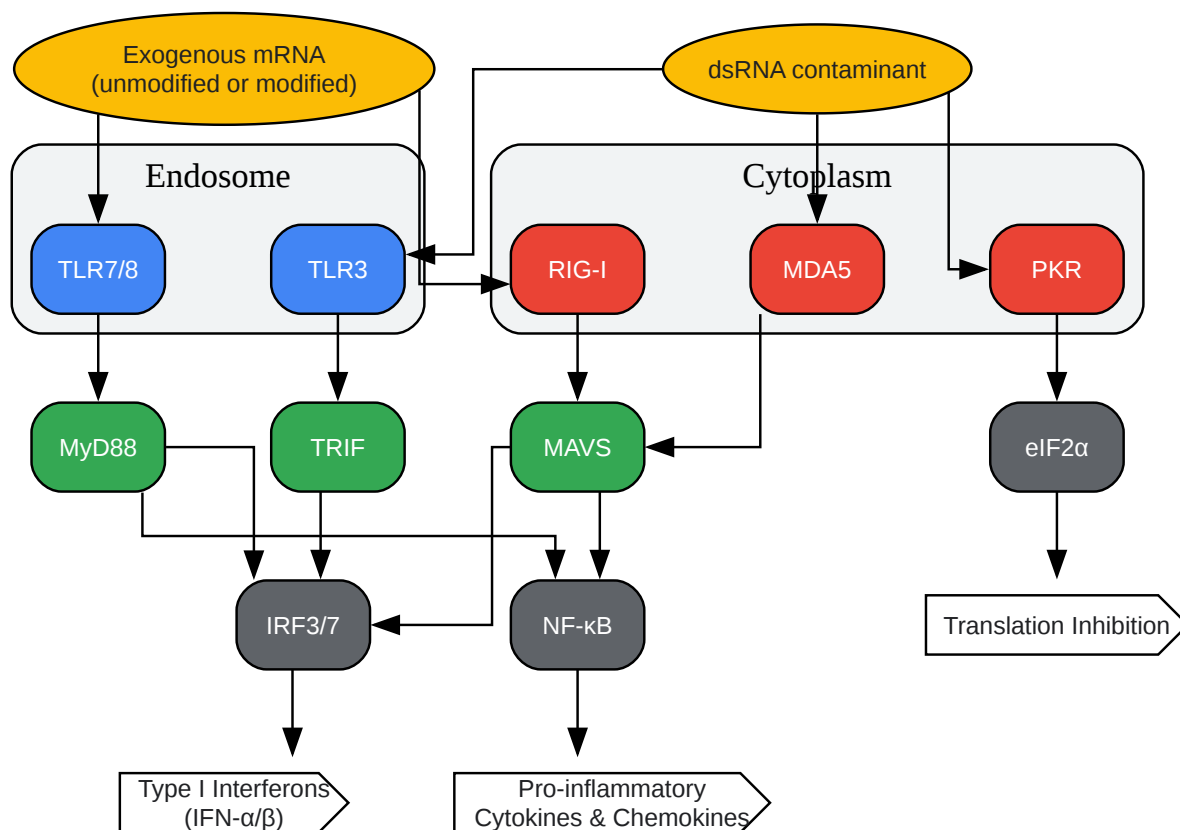 Exogenous mRNA
(unmodified or modified)
dsRNA contaminant
Endosome
Cytoplasm
TLR7/8
TLR3
RIG-I
MDA5
PKR
MyD88
TRIF
MAVS
eIF2α
IRF3/7
NF-κB
Translation Inhibition
Type I Interferons
(IFN-α/β)
Pro-inflammatory
Cytokines & Chemokines